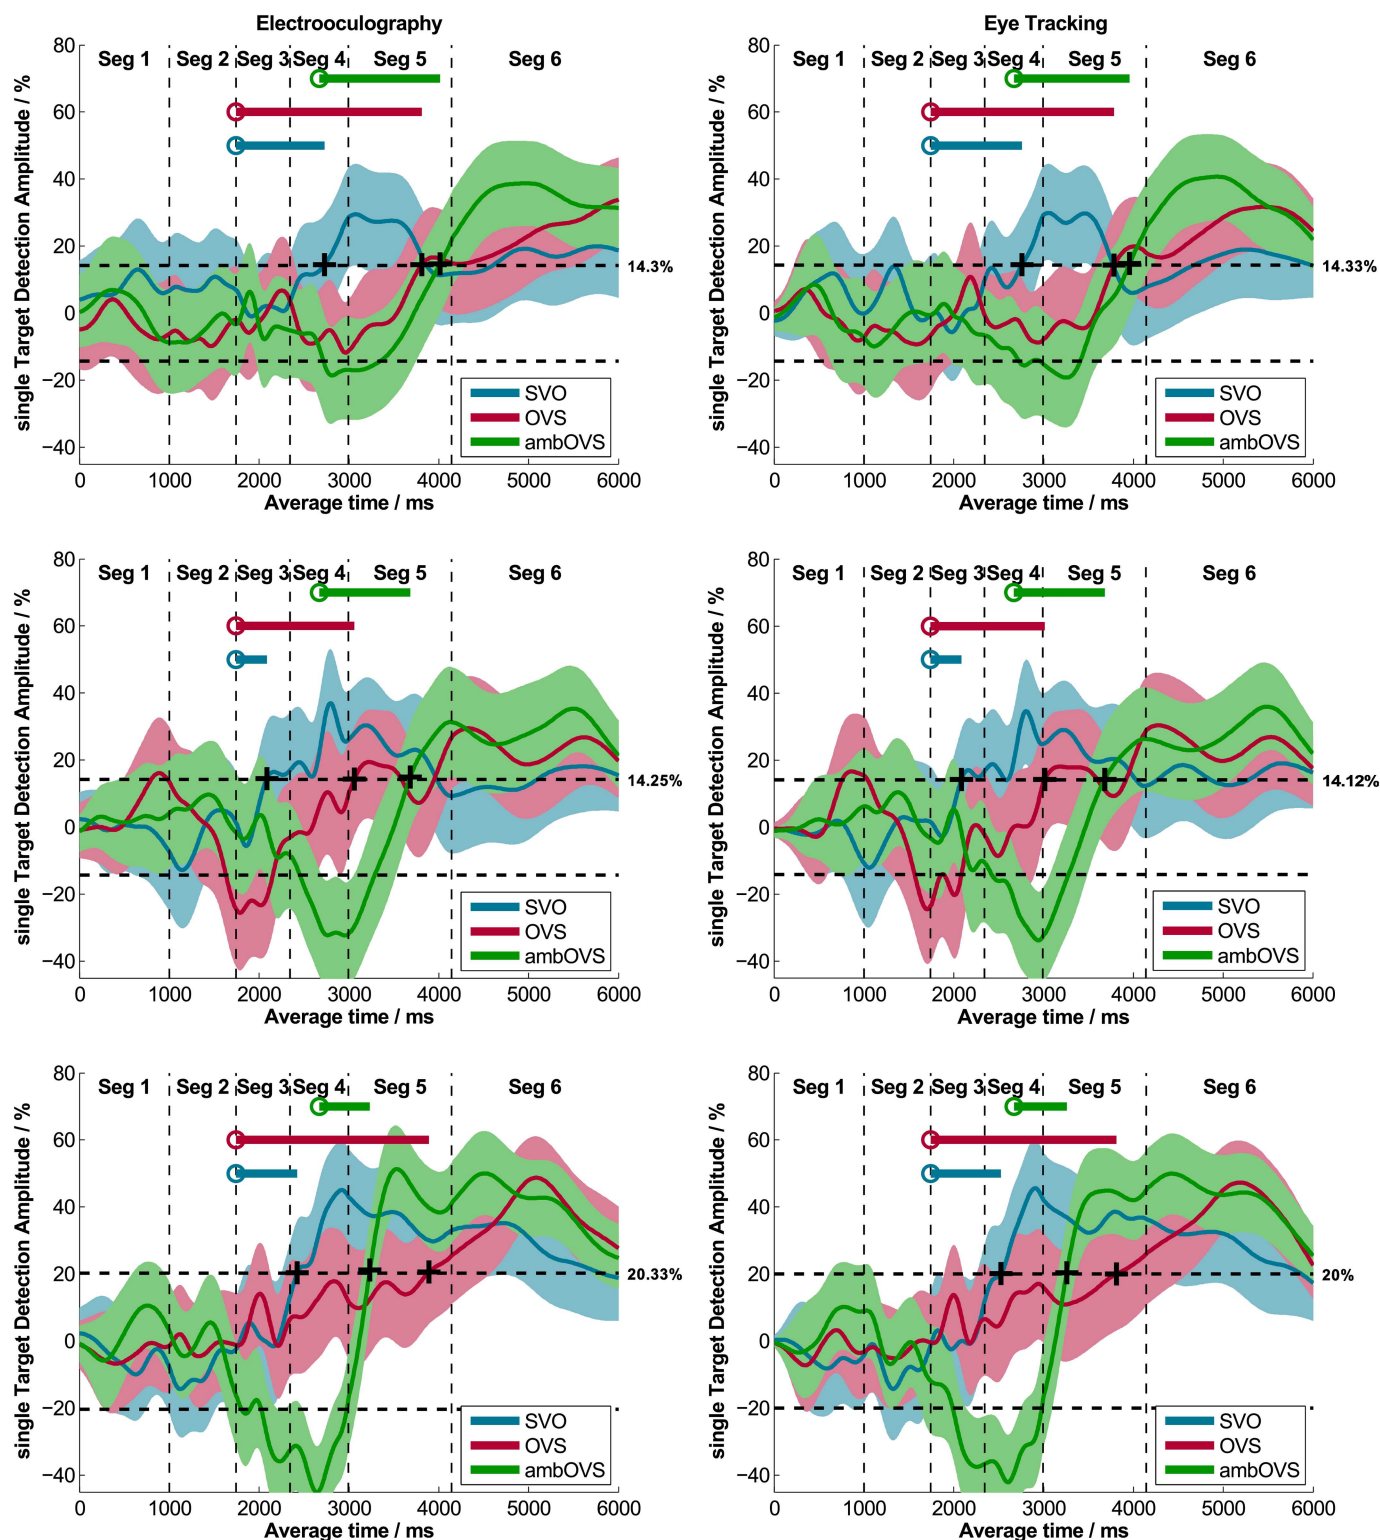 Electrooculography
Eye Tracking
80 60 40 20 0 −20 −40
single Target Detection Amplitude / %
Seg 1 Seg 2 Seg 3 Seg 4 Seg 5 Seg 6
14.3%
SVO
OVS
ambOVS
0 1000 2000 3000 4000 5000 6000
Average time / ms
80 60 40 20 0 −20 −40
single Target Detection Amplitude / %
Seg 1 Seg 2 Seg 3 Seg 4 Seg 5 Seg 6
14.33%
SVO
OVS
ambOVS
0 1000 2000 3000 4000 5000 6000
Average time / ms
80 60 40 20 0 −20 −40
single Target Detection Amplitude / %
Seg 1 Seg 2 Seg 3 Seg 4 Seg 5 Seg 6
14.25%
SVO
OVS
ambOVS
0 1000 2000 3000 4000 5000 6000
Average time / ms
80 60 40 20 0 −20 −40
single Target Detection Amplitude / %
Seg 1 Seg 2 Seg 3 Seg 4 Seg 5 Seg 6
14.12%
SVO
OVS
ambOVS
0 1000 2000 3000 4000 5000 6000
Average time / ms
80 60 40 20 0 −20 −40
single Target Detection Amplitude / %
Seg 1 Seg 2 Seg 3 Seg 4 Seg 5 Seg 6
20.33%
SVO
OVS
ambOVS
0 1000 2000 3000 4000 5000 6000
Average time / ms
80 60 40 20 0 −20 −40
single Target Detection Amplitude / %
Seg 1 Seg 2 Seg 3 Seg 4 Seg 5 Seg 6
20%
SVO
OVS
ambOVS
0 1000 2000 3000 4000 5000 6000
Average time / ms